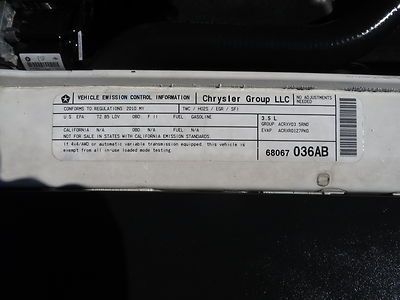 VEHICLE EMISSION CONTROL INFORMATION Chrysler Group LLC NO ADJUSTMENTS NEEDED
CONFORMS TO REGULATIONS: 2010 MY TWC / HO2S / EGR / SFI
U.S. EPA T2 B5 LDV OBD F II FUEL GASOLINE 3.5 L
CALIFORNIA N/A OBD N/A FUEL N/A GROUP:
NOT FOR SALE IN STATES WITH CALIFORNIA EMISSION STANDARDS. EVAP:
If 4x4/AWD or automatic variable transmission equipped, this vehicle is
exempt from all in-use loaded mode testing.
68067 036AB